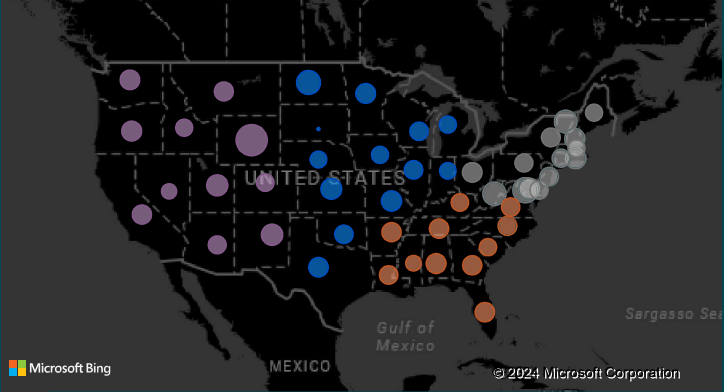 UNITED STATES
Gulf of
Mexico
Sargasso Sea
MEXICO
Microsoft Bing
© 2024 Microsoft Corporation